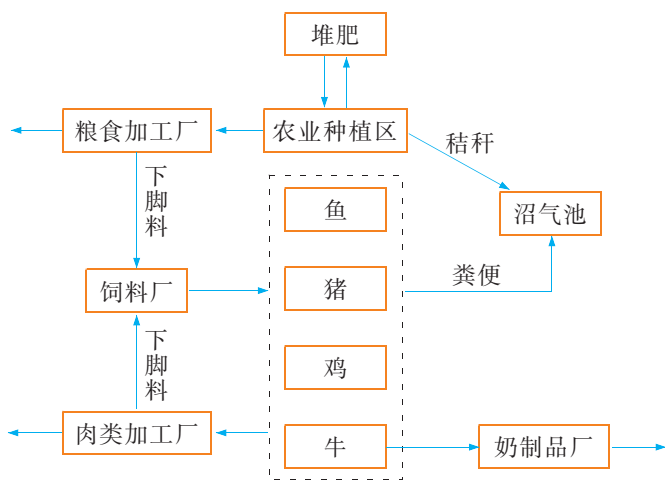 堆肥
粮食加工厂
农业种植区
秸秆
下脚料
鱼
沼气池
饲料厂
猪
粪便
下脚料
鸡
肉类加工厂
牛
奶制品厂